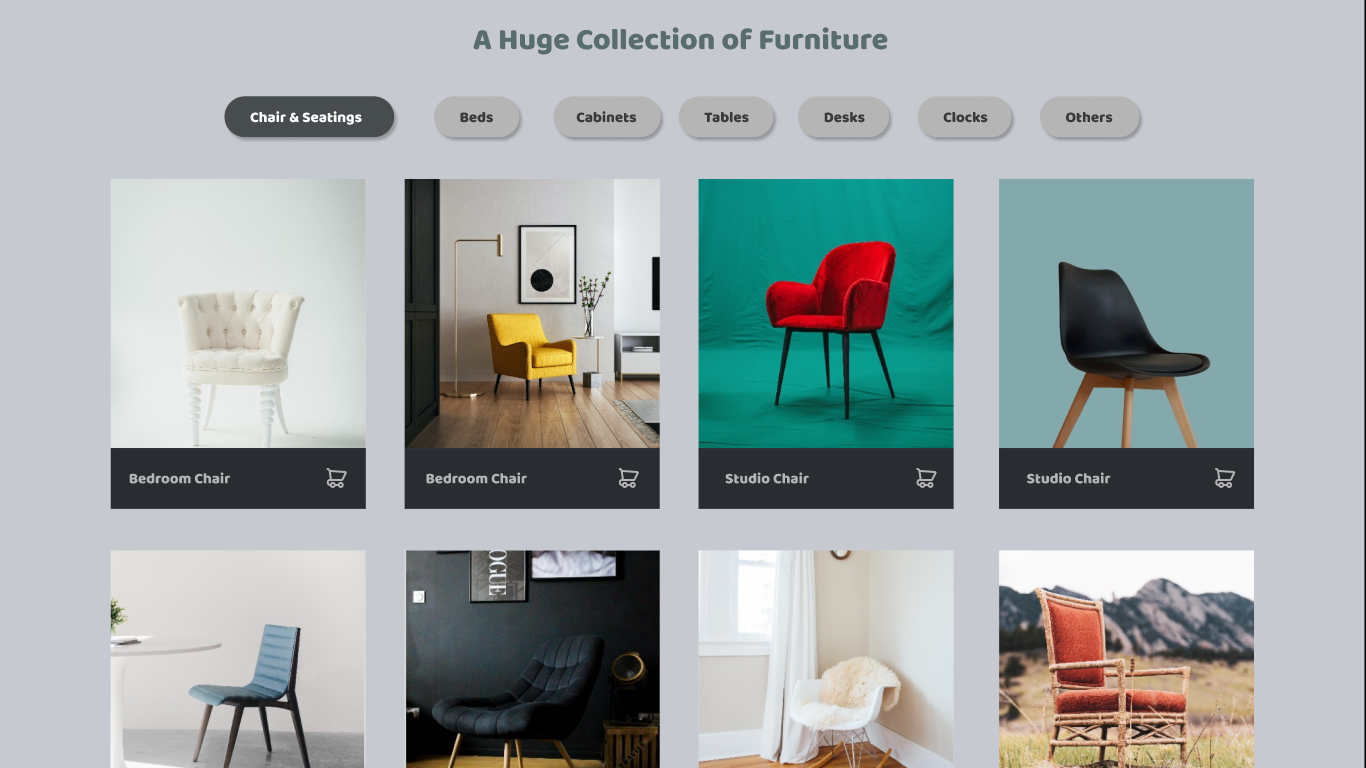 A Huge Collection of Furniture
Chair & Seatings
Beds
Cabinets
Tables
Desks
Clocks
Others
Bedroom Chair
Bedroom Chair
Studio Chair
Studio Chair
OGUE